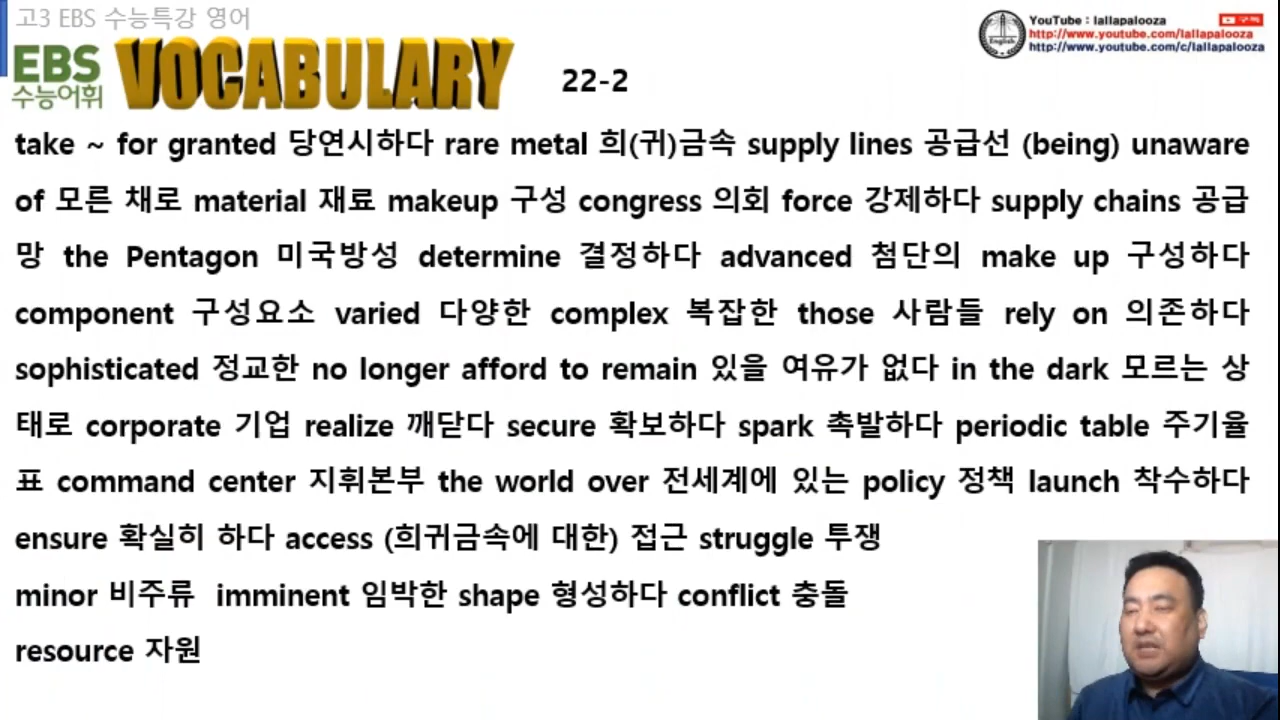 고3 EBS 수능특강 영어
EBS
수능어휘
VOCABULARY
22-2
YouTube : lallapalooza
구독
http://www.youtube.com/lallapalooza
http://www.youtube.com/c/lallapalooza
English
take ~ for granted 당연시하다 rare metal 희(귀)금속 supply lines 공급선 (being) unaware
of 모른 채로 material 재료 makeup 구성 congress 의회 force 강제하다 supply chains 공급
망 the Pentagon 미국방성 determine 결정하다 advanced 첨단의 make up 구성하다
component 구성요소 varied 다양한 complex 복잡한 those 사람들 rely on 의존하다
sophisticated 정교한 no longer afford to remain 있을 여유가 없다 in the dark 모르는 상
태로 corporate 기업 realize 깨닫다 secure 확보하다 spark 촉발하다 periodic table 주기율
표 command center 지휘본부 the world over 전세계에 있는 policy 정책 launch 착수하다
ensure 확실히 하다 access (희귀금속에 대한) 접근 struggle 투쟁
minor 비주류 imminent 임박한 shape 형성하다 conflict 충돌
resource 자원